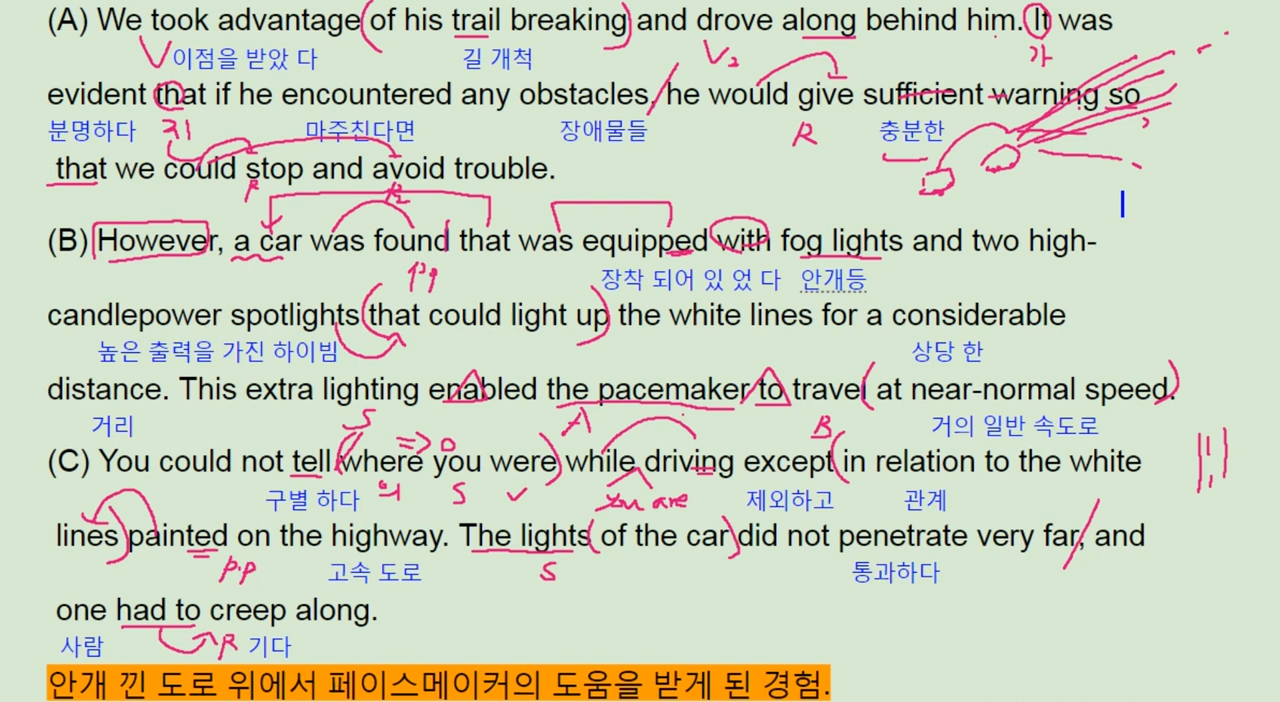 (A) We took advantage (of his trail breaking) and drove along behind him. It was
V 이점을 받았 다 길 개척 V₂ 가
evident that if he encountered any obstacles, / he would give sufficient warning so
분명하다 지 마주친다면 장애물들 R 충분한
that we could stop and avoid trouble.
R R
(B) However, a car was found that was equipped with fog lights and two high-
pp 장착 되어 있 었 다 안개등
candlepower spotlights (that could light up) the white lines for a considerable
높은 출력을 가진 하이빔 상당 한
distance. This extra lighting enabled the pacemaker to travel (at near-normal speed.)
거리 S A B 거의 일반 속도로
=> O
(C) You could not tell (where you were) while driving except (in relation to the white
구별 하다 의 S V you are 제외하고 관계
lines) painted on the highway. The lights (of the car) did not penetrate very far, / and
p.p 고속 도로 S 통과하다
one had to creep along.
사람 R 기다
안개 낀 도로 위에서 페이스메이커의 도움을 받게 된 경험.